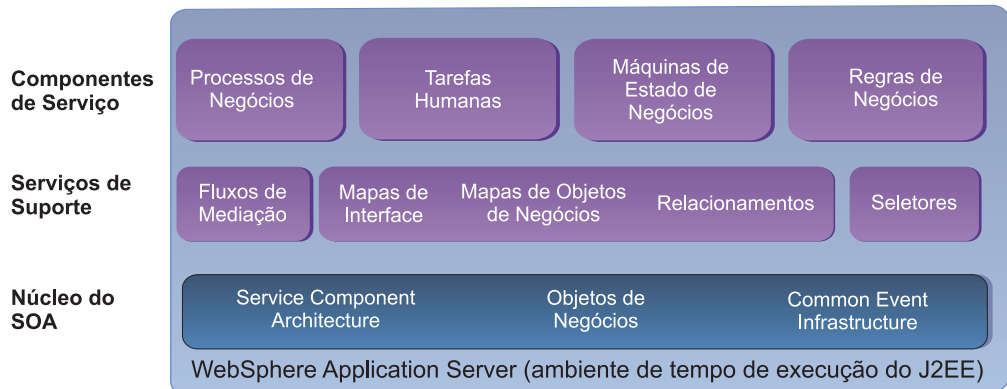 Componentes
de Serviço
Processos de
Negócios
Tarefas
Humanas
Máquinas de
Estado de
Negócios
Regras de
Negócios
Serviços de
Suporte
Fluxos de
Mediação
Mapas de
Interface
Mapas de Objetos
de Negócios
Relacionamentos
Seletores
Núcleo do
SOA
Service Component
Architecture
Objetos de
Negócios
Common Event
Infrastructure
WebSphere Application Server (ambiente de tempo de execução do J2EE)